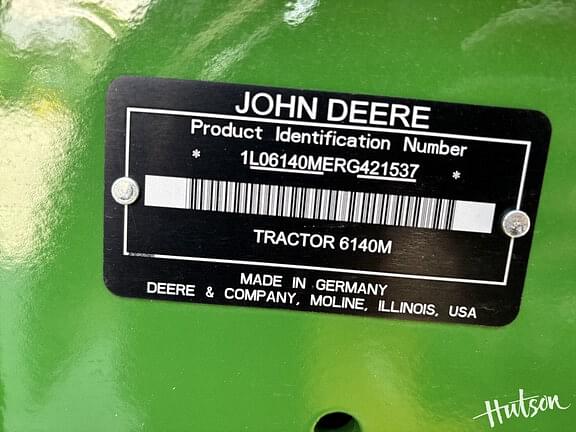 JOHN DEERE
Product Identification Number
* 1L06140MERG421537 *
TRACTOR 6140M
MADE IN GERMANY
DEERE & COMPANY, MOLINE, ILLINOIS, USA
Hutson